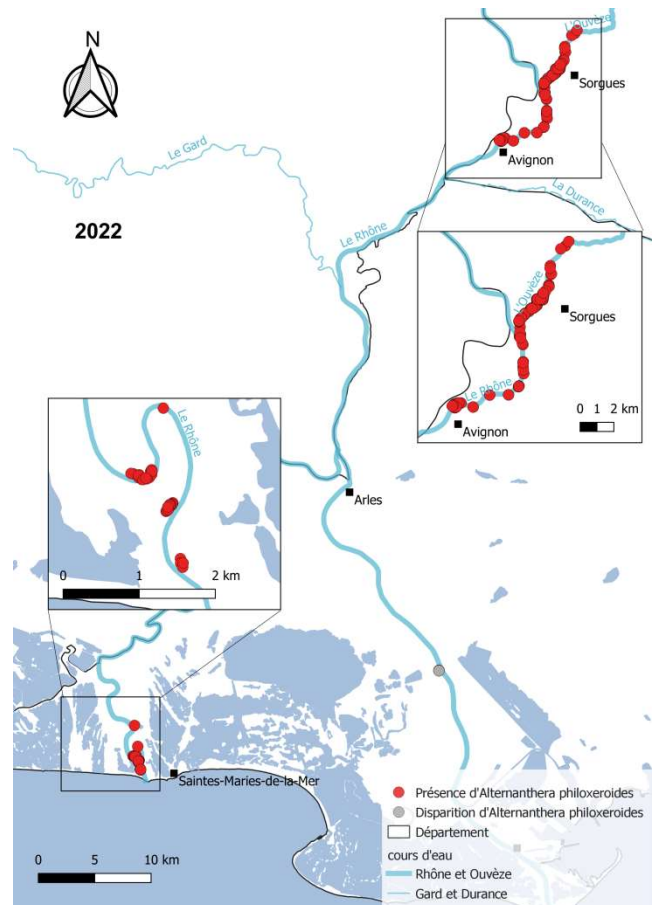 N
2022
Le Gard
Le Rhône
La Durance
L'Ouvèze
Sorgues
Avignon
L'Ouvèze
Sorgues
Le Rhône
Avignon
0 1 2 km
Le Rhône
0 1 2 km
Arles
Saintes-Maries-de-la-Mer
0 5 10 km
Présence d'Alternanthera philoxeroides
Disparition d'Alternanthera philoxeroides
Département
cours d'eau
Rhône et Ouvèze
Gard et Durance